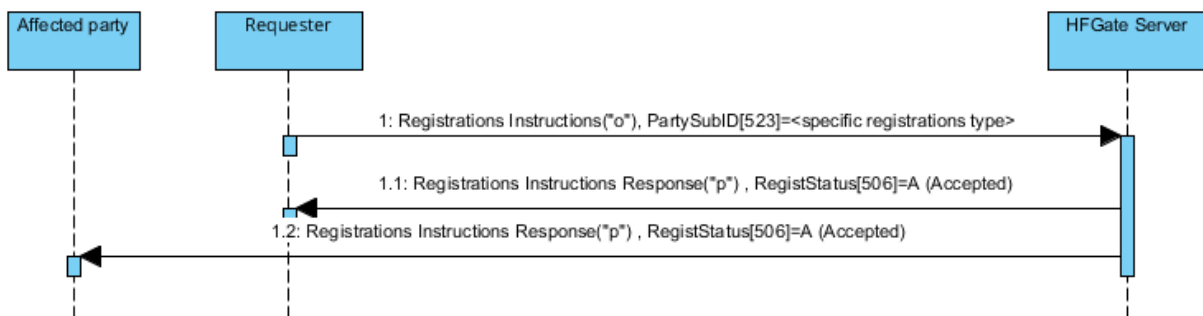 Affected party
Requester
HFGate Server
1: Registrations Instructions("o"), PartySubID[523]=<specific registrations type>
1.1: Registrations Instructions Response("p") , RegistStatus[506]=A (Accepted)
1.2: Registrations Instructions Response("p") , RegistStatus[506]=A (Accepted)